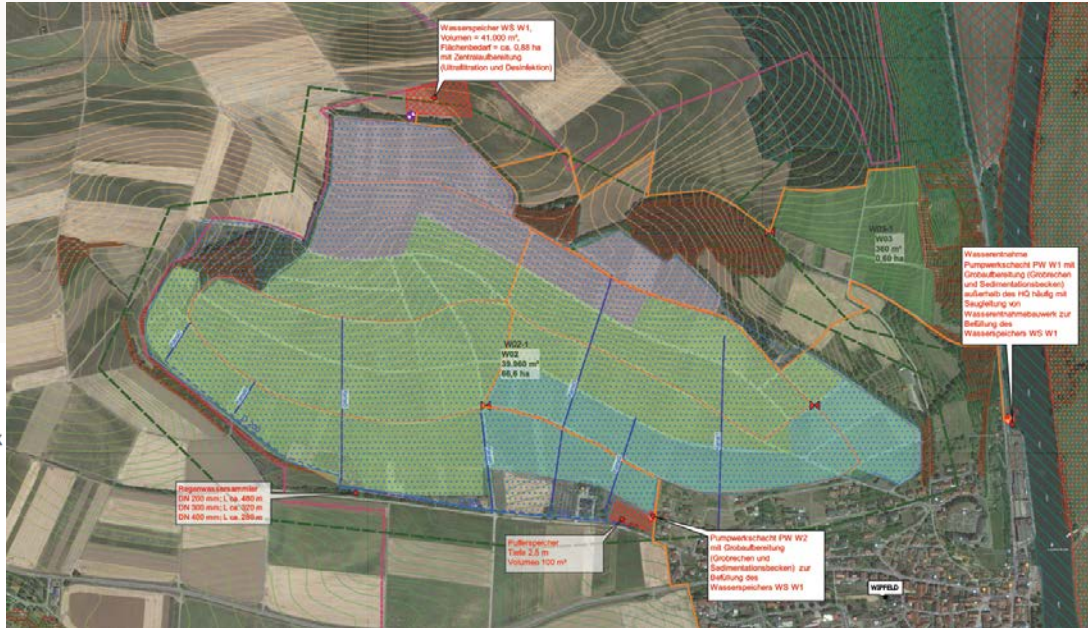 Wasserspeicher WS W1,
Volumen = 41.000 m³,
Flächenbedarf = ca. 0,88 ha
mit Zentralaufbereitung
(Ultrafiltration und Desinfektion)
W03
360 m³
0,60 ha
Wasserentnahme
Pumpwerkschacht PW W1 mit
Grobaufbereitung (Grobrechen
und Sedimentationsbecken)
außerhalb des HQ häufig mit
Saugleitung von
Wasserentnahmebauwerk zur
Befüllung des
Wasserspeichers WS W1
W02-1
W02
39.960 m³
66,6 ha
Regenwassersammler
DN 200 mm; L ca. 480 m
DN 300 mm; L ca. 320 m
DN 400 mm; L ca. 280 m
Pufferspeicher
Tiefe 2,5 m
Volumen 100 m³
Pumpwerkschacht PW W2
mit Grobaufbereitung
(Grobrechen und
Sedimentationsbecken) zur
Befüllung des
Wasserspeichers WS W1
WIPFELD